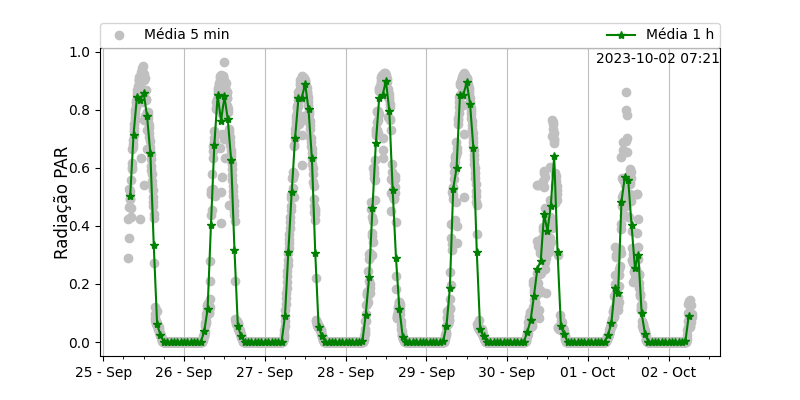 Média 5 min
Média 1 h
2023-10-02 07:21
Radiação PAR
1.0
0.8
0.6
0.4
0.2
0.0
25 - Sep
26 - Sep
27 - Sep
28 - Sep
29 - Sep
30 - Sep
01 - Oct
02 - Oct